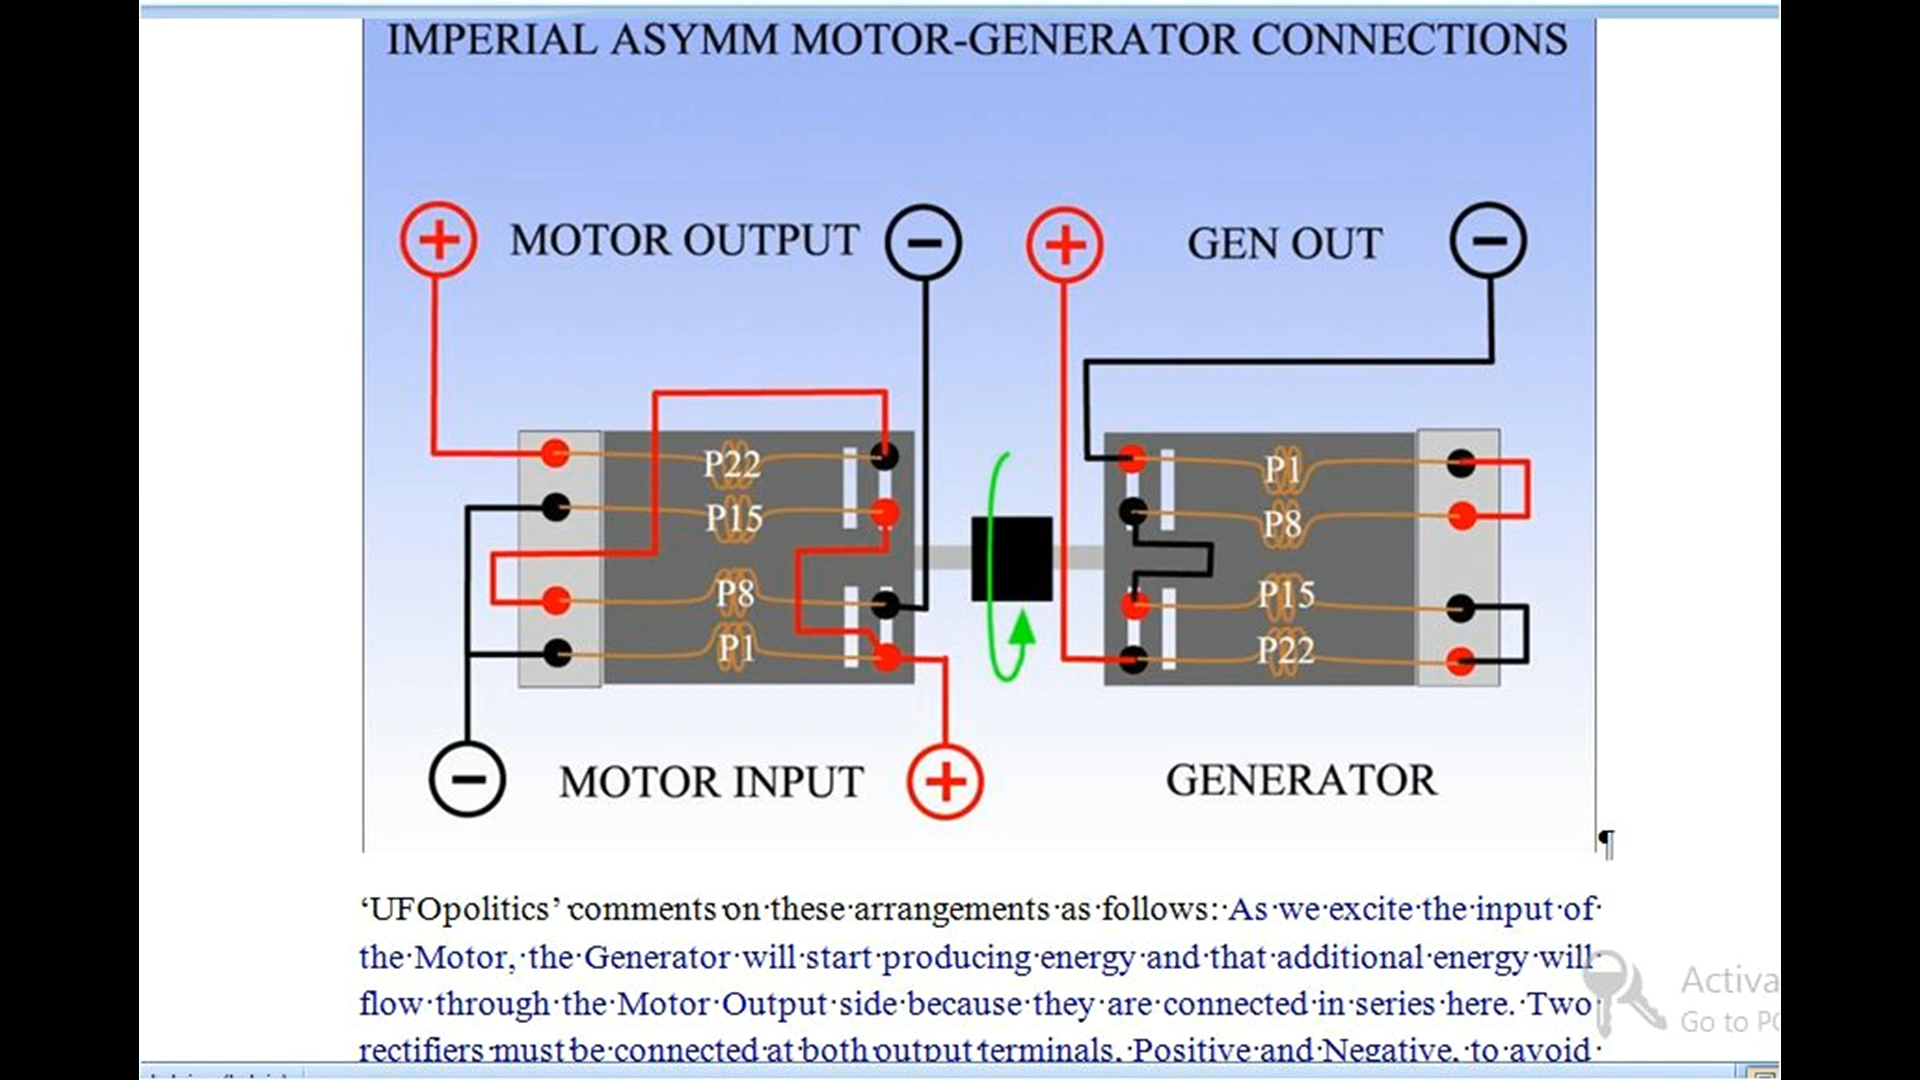 IMPERIAL ASYMM MOTOR-GENERATOR CONNECTIONS
+ MOTOR OUTPUT − + GEN OUT −
P22 P1
P15 P8
P8 P15
P1 P22
− MOTOR INPUT + GENERATOR
¶
‘UFOpolitics’·comments·on·these·arrangements·as·follows:··As·we·excite·the·input·of·
the·Motor,·the·Generator·will·start·producing·energy·and·that·additional·energy·will·
flow·through·the·Motor·Output·side·because·they·are·connected·in·series·here.··Two·
rectifiers·must·be·connected·at·both·output·terminals,·Positive·and·Negative,·to·avoid·
Activa
Go to PC